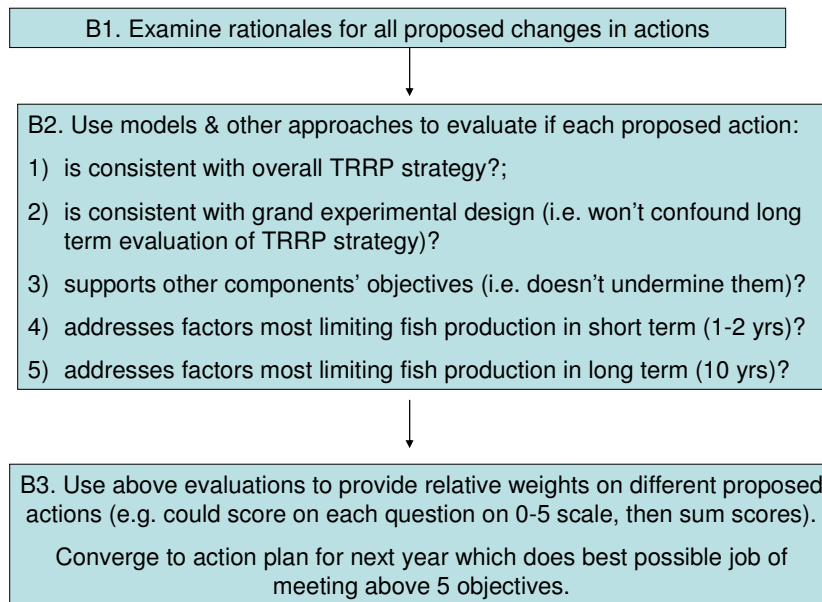 B1. Examine rationales for all proposed changes in actions
B2. Use models & other approaches to evaluate if each proposed action:
1) is consistent with overall TRRP strategy?;
2) is consistent with grand experimental design (i.e. won't confound long
term evaluation of TRRP strategy)?
3) supports other components' objectives (i.e. doesn't undermine them)?
4) addresses factors most limiting fish production in short term (1-2 yrs)?
5) addresses factors most limiting fish production in long term (10 yrs)?
B3. Use above evaluations to provide relative weights on different proposed
actions (e.g. could score on each question on 0-5 scale, then sum scores).
Converge to action plan for next year which does best possible job of
meeting above 5 objectives.